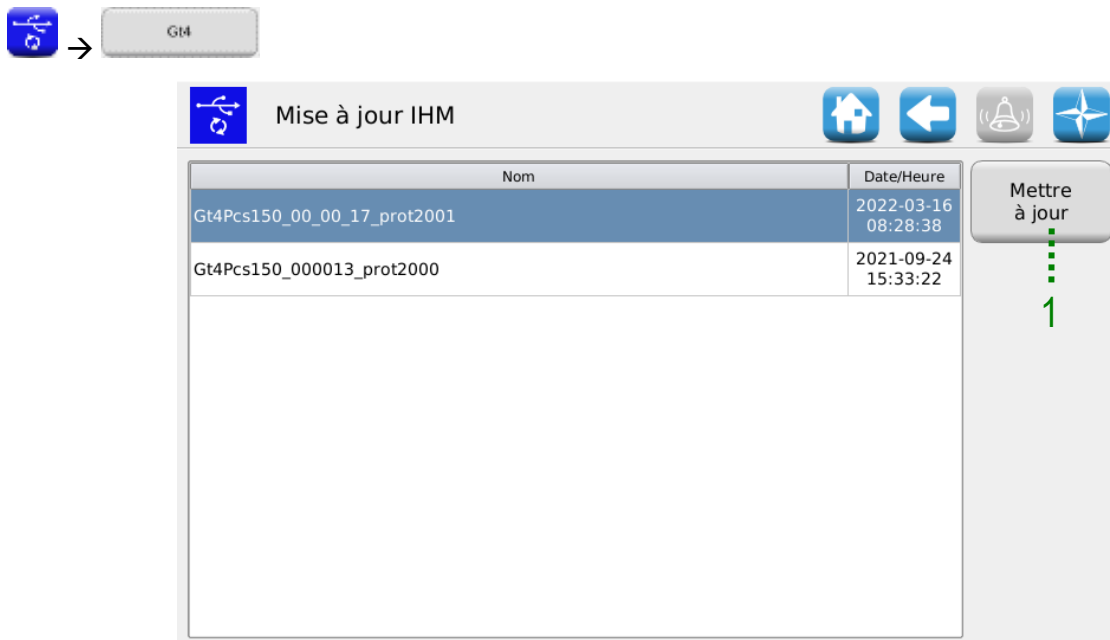 Gt4
Mise à jour IHM
Nom Date/Heure
Gt4Pcs150_00_00_17_prot2001 2022-03-16
08:28:38
Gt4Pcs150_000013_prot2000 2021-09-24
15:33:22
Mettre
à jour
1